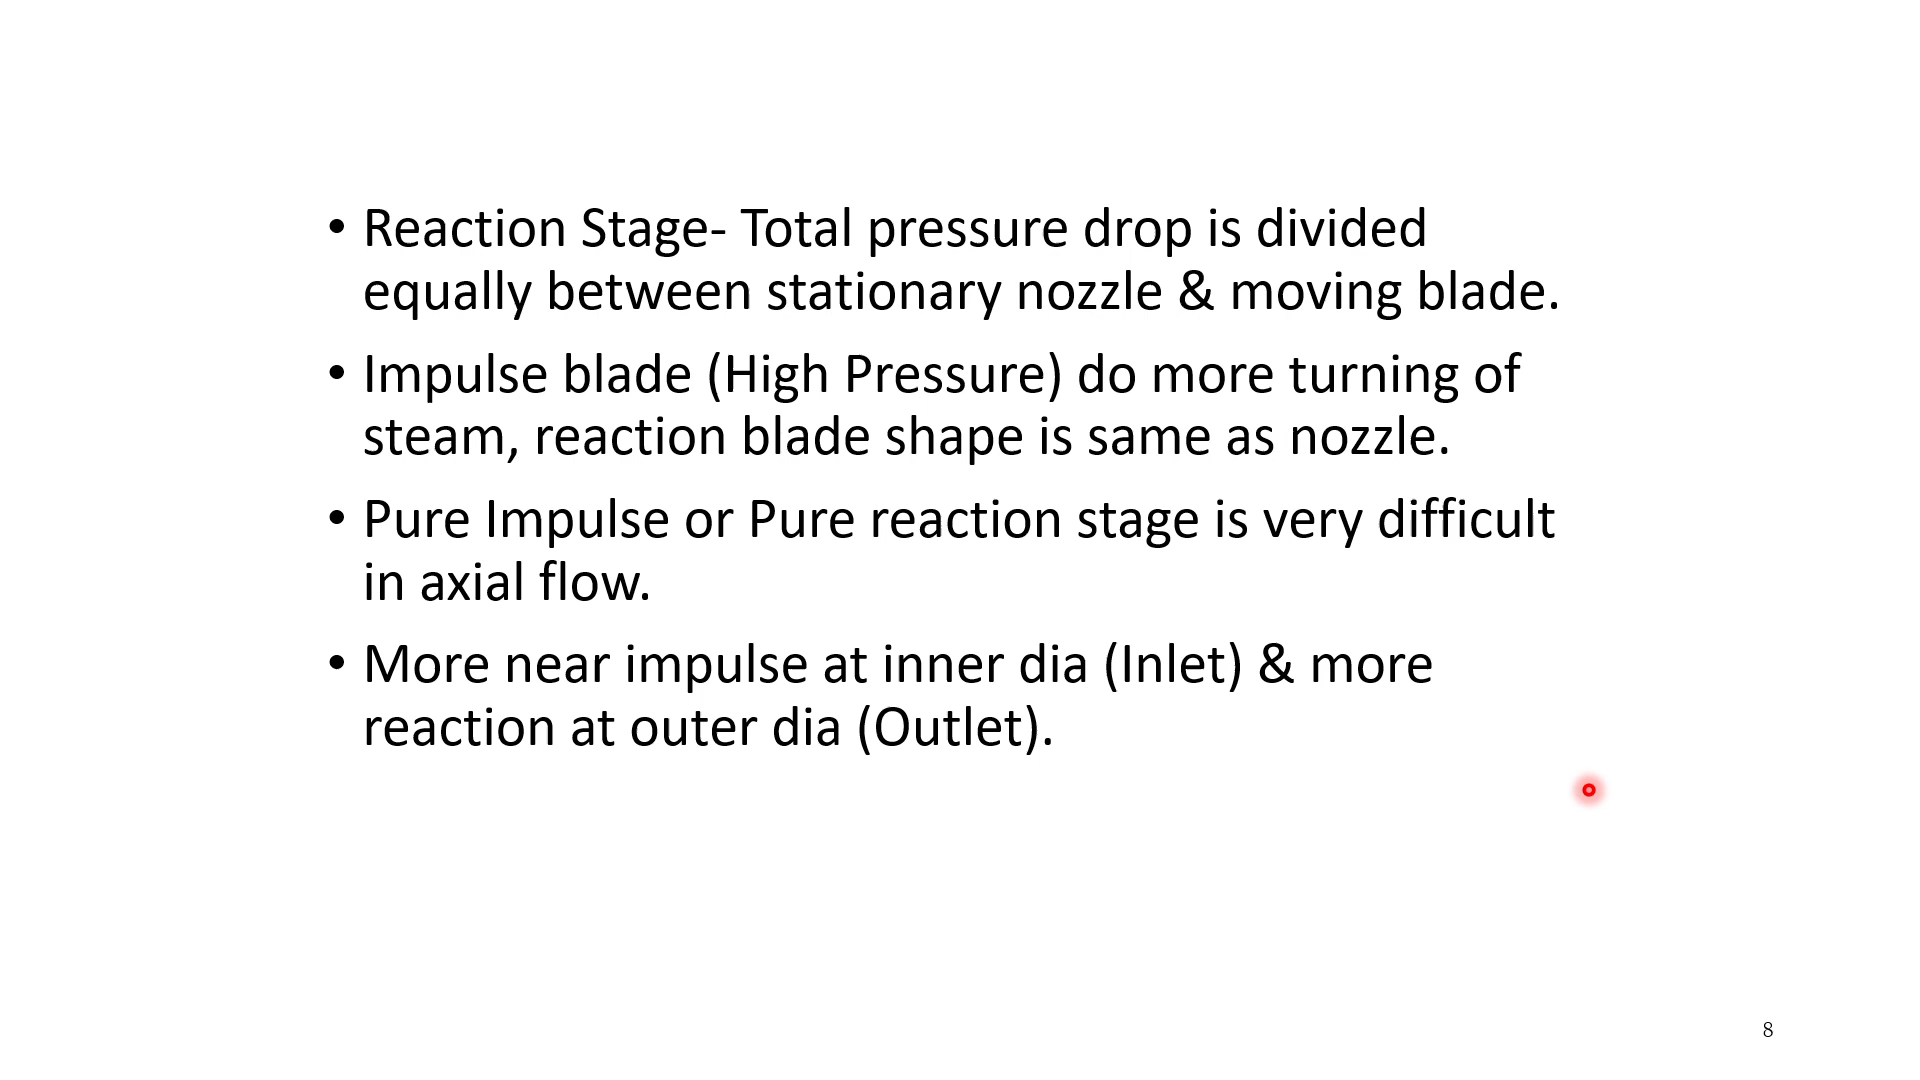 • Reaction Stage- Total pressure drop is divided
equally between stationary nozzle & moving blade.
• Impulse blade (High Pressure) do more turning of
steam, reaction blade shape is same as nozzle.
• Pure Impulse or Pure reaction stage is very difficult
in axial flow.
• More near impulse at inner dia (Inlet) & more
reaction at outer dia (Outlet).
8